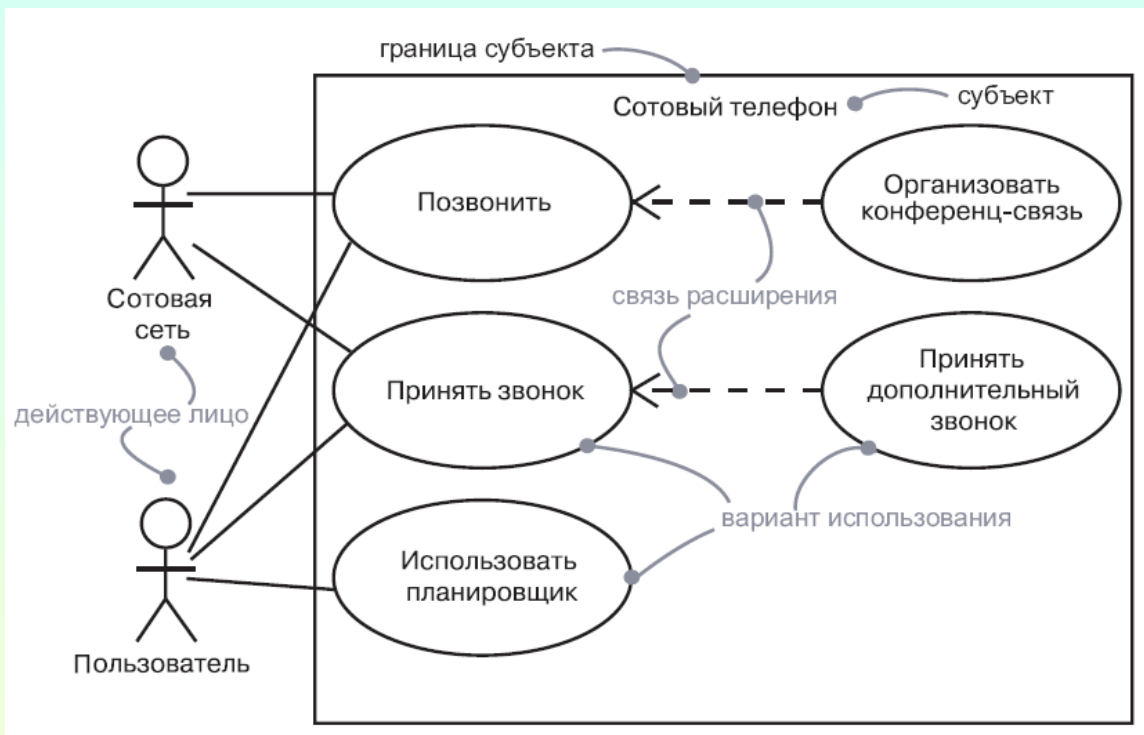 граница субъекта
Сотовый телефон
субъект
Позвонить
Организовать
конференц-связь
Сотовая
сеть
связь расширения
Принять звонок
Принять
дополнительный
звонок
действующее лицо
вариант использования
Использовать
планировщик
Пользователь